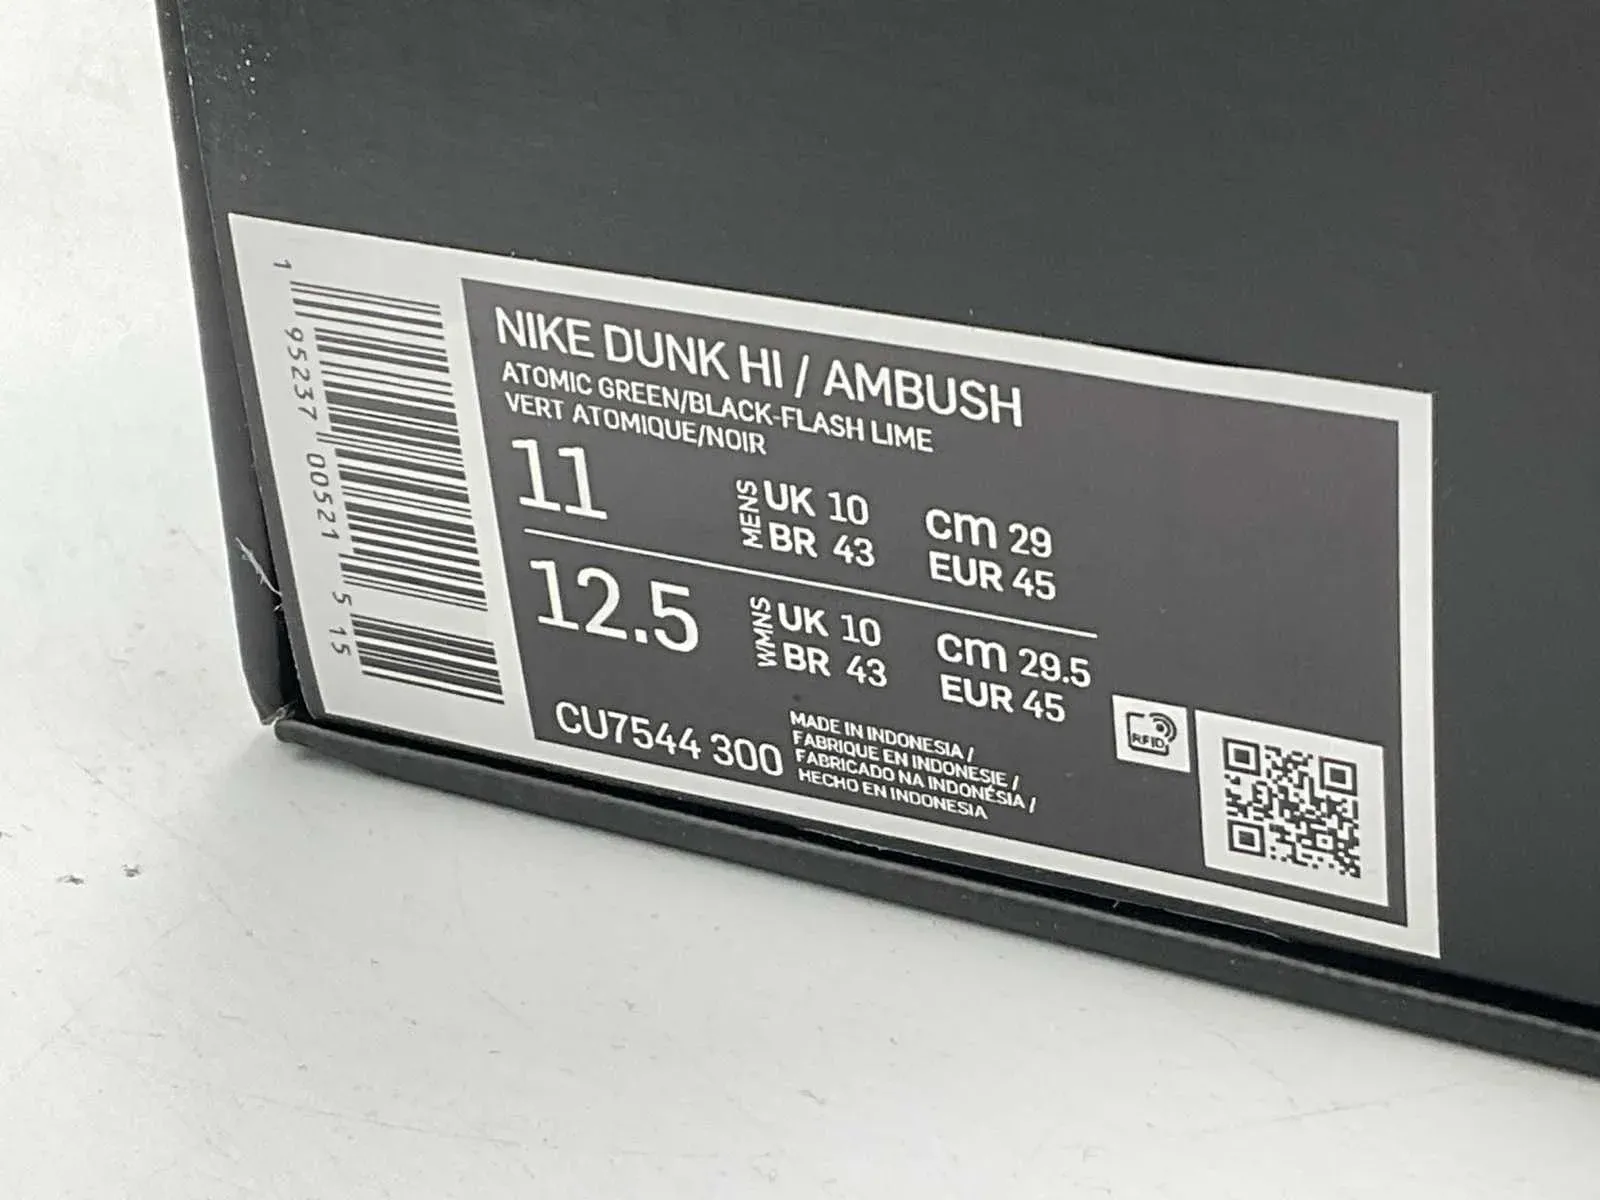 NIKE DUNK HI / AMBUSH
ATOMIC GREEN/BLACK-FLASH LIME
VERT ATOMIQUE/NOIR
11 MENS UK 10 cm 29
BR 43 EUR 45
12.5 WMNS UK 10 cm 29.5
BR 43 EUR 45
CU7544 300
MADE IN INDONESIA /
FABRIQUE EN INDONESIE /
FABRICADO NA INDONÉSIA /
HECHO EN INDONESIA
RFID
1 95237 00521 5 15